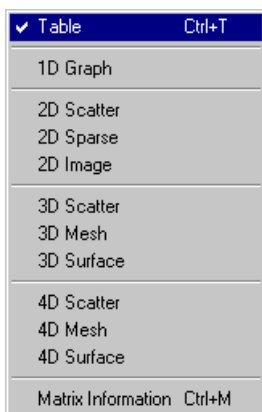 Table Ctrl+T
1D Graph
2D Scatter
2D Sparse
2D Image
3D Scatter
3D Mesh
3D Surface
4D Scatter
4D Mesh
4D Surface
Matrix Information Ctrl+M